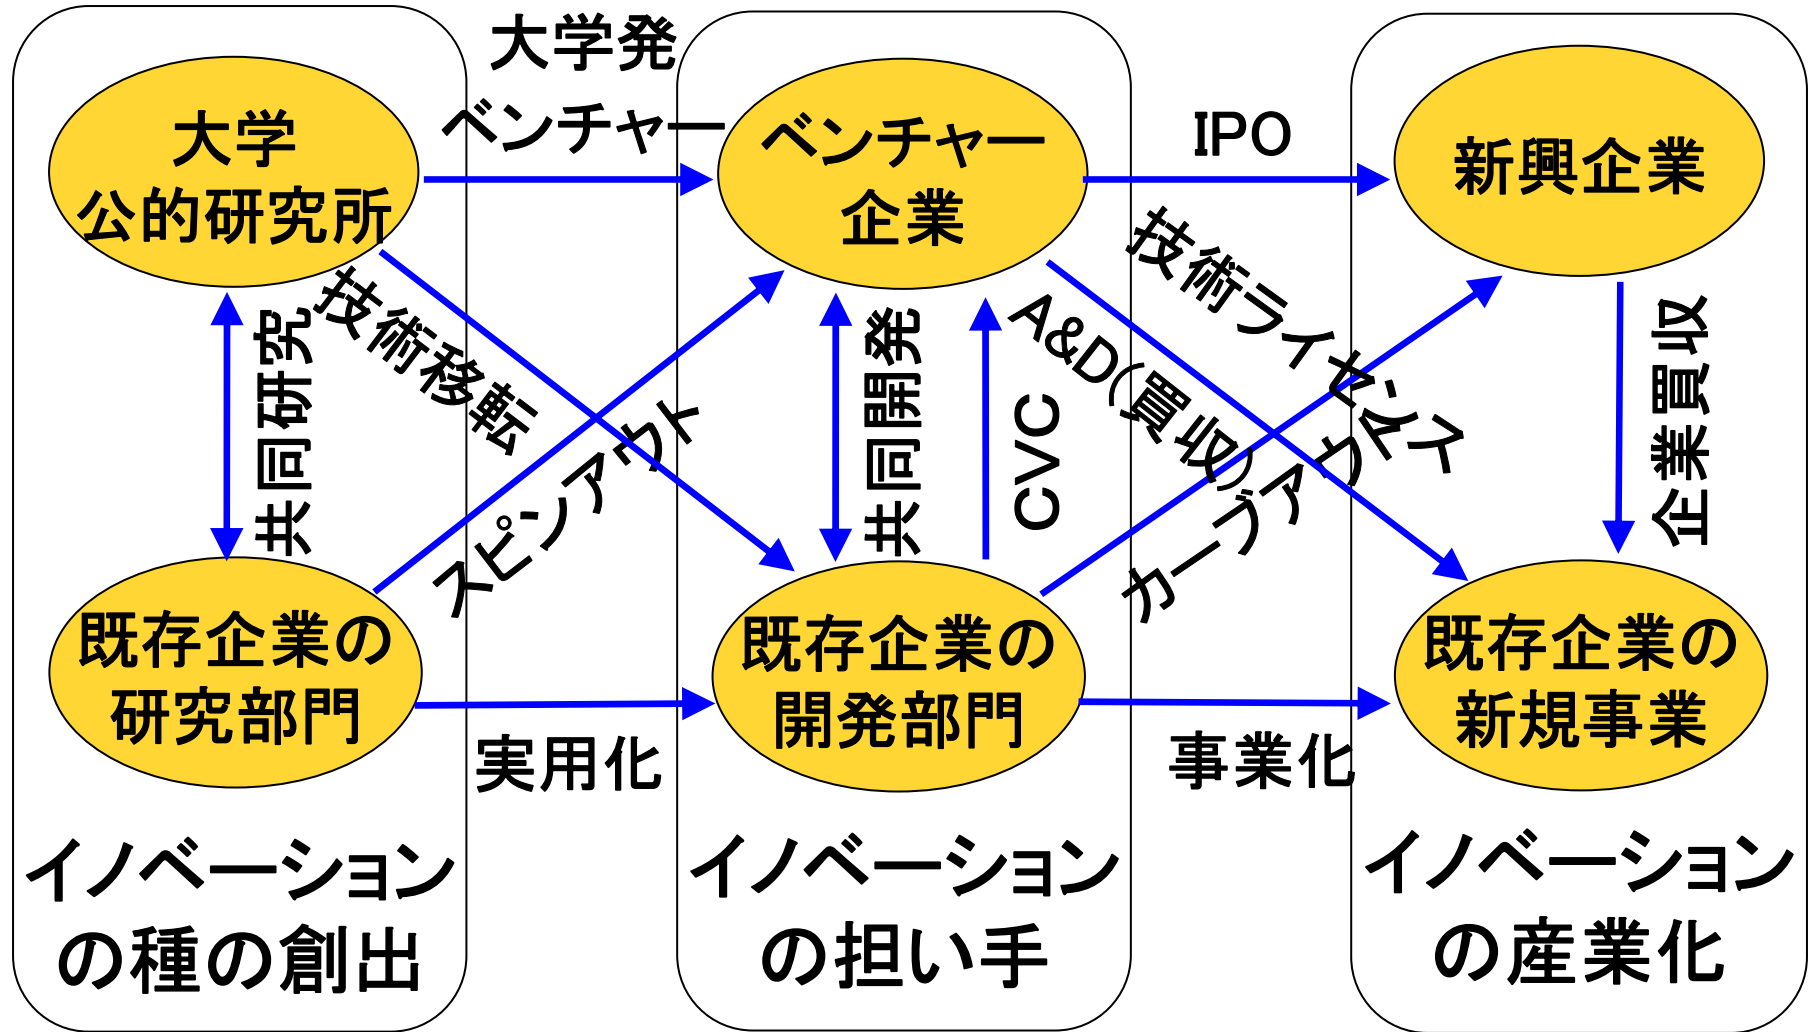 大学発
ベンチャー
大学
公的研究所
ベンチャー
企業
IPO
新興企業
技術移転
スピンアウト
共同研究
共同開発
CVC
技術ライセンス
A&D(買収)
カーブアウト
企業買収
既存企業の
研究部門
既存企業の
開発部門
既存企業の
新規事業
実用化
事業化
イノベーション
の種の創出
イノベーション
の担い手
イノベーション
の産業化